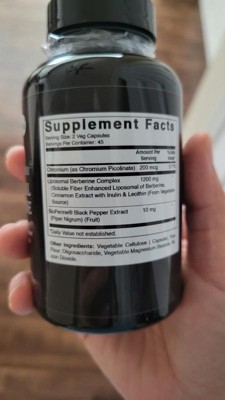 Supplement Facts
Serving Size: 2 Veg Capsules
Servings Per Container: 45
Amount Per
Serving
Chromium (as Chromium Picolinate) 200 mcg
Liposomal Berberine Complex 1200 mg
(Soluble Fiber Enhanced Liposomal of Berberine,
Cinnamon Extract with Inulin & Lecithin (From Vegetable
Source)
BioPerine® Black Pepper Extract 10 mg
(Piper Nigrum) (Fruit)
Daily Value not established.
Other Ingredients: Vegetable Cellulose ( Capsule),
Flour, Oligosaccharide, Vegetable Magnesium
Dioxide.